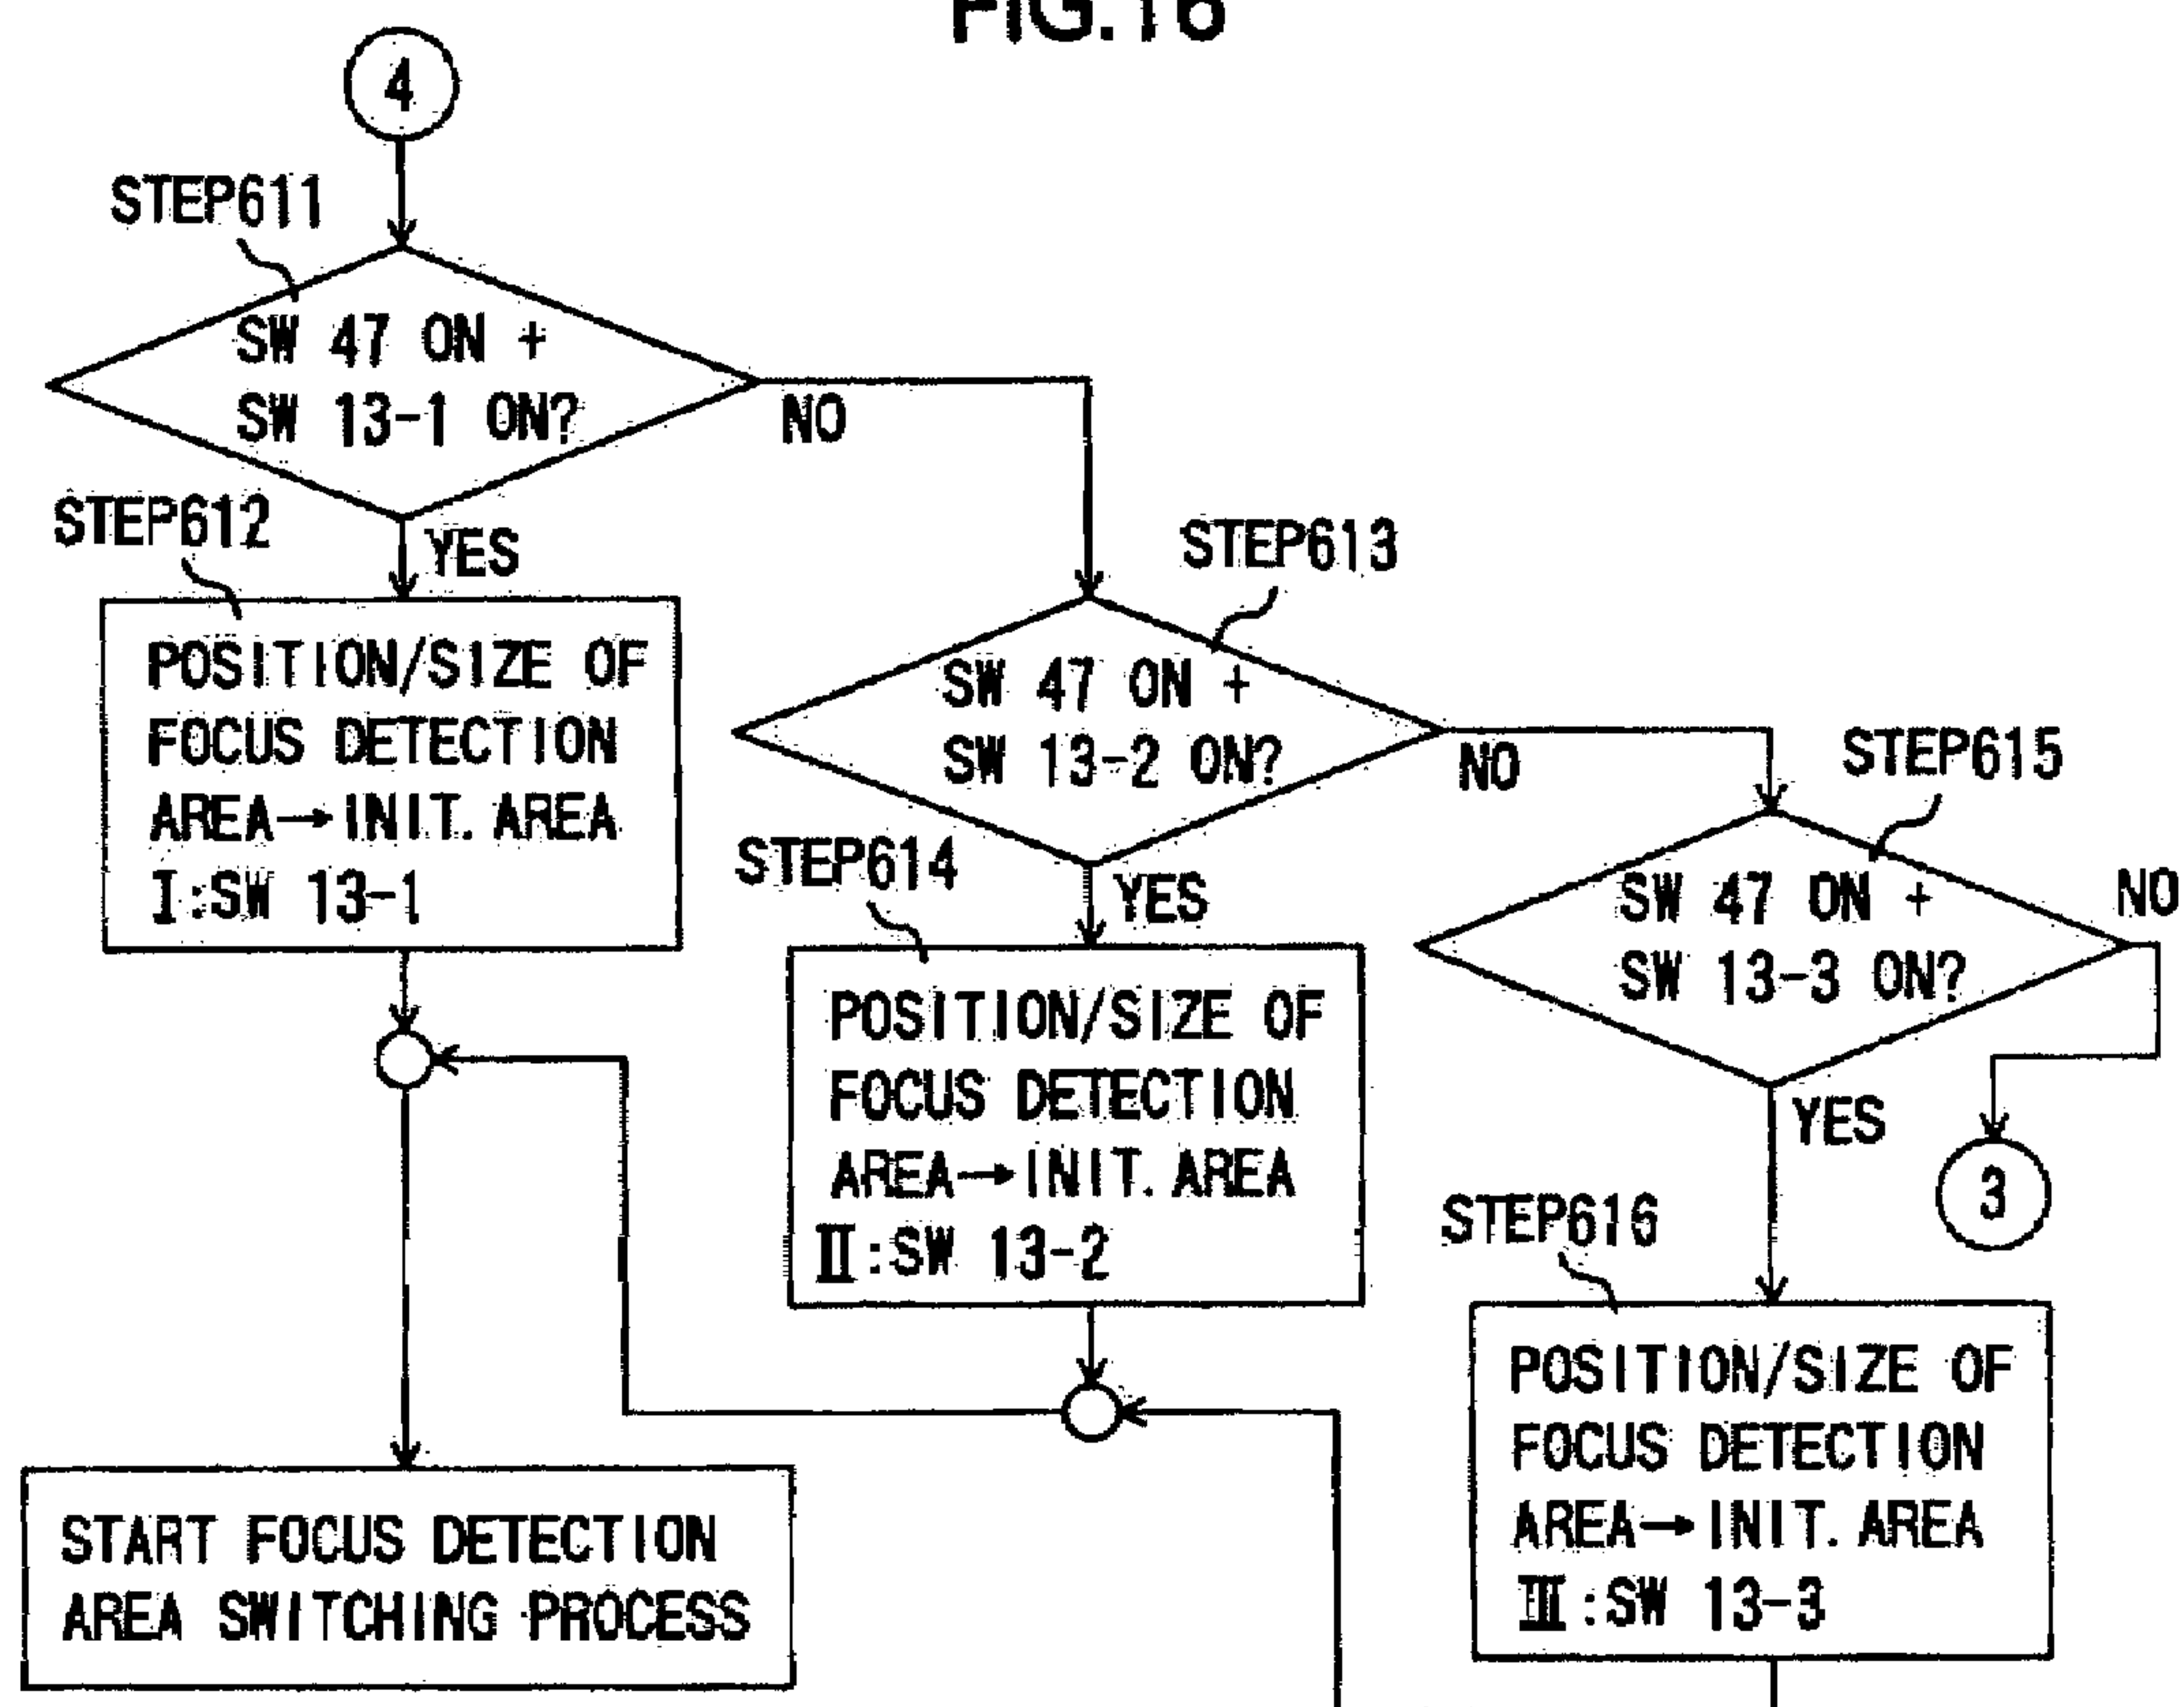 FIG.16
4
STEP611
SW 47 ON +
SW 13-1 ON?
NO
STEP612
YES
POSITION/SIZE OF
FOCUS DETECTION
AREA→INIT. AREA
I:SW 13-1
STEP613
SW 47 ON +
SW 13-2 ON?
NO
STEP614
YES
POSITION/SIZE OF
FOCUS DETECTION
AREA→INIT. AREA
II:SW 13-2
STEP615
SW 47 ON +
SW 13-3 ON?
NO
YES
3
STEP616
POSITION/SIZE OF
FOCUS DETECTION
AREA→INIT. AREA
III:SW 13-3
START FOCUS DETECTION
AREA SWITCHING PROCESS